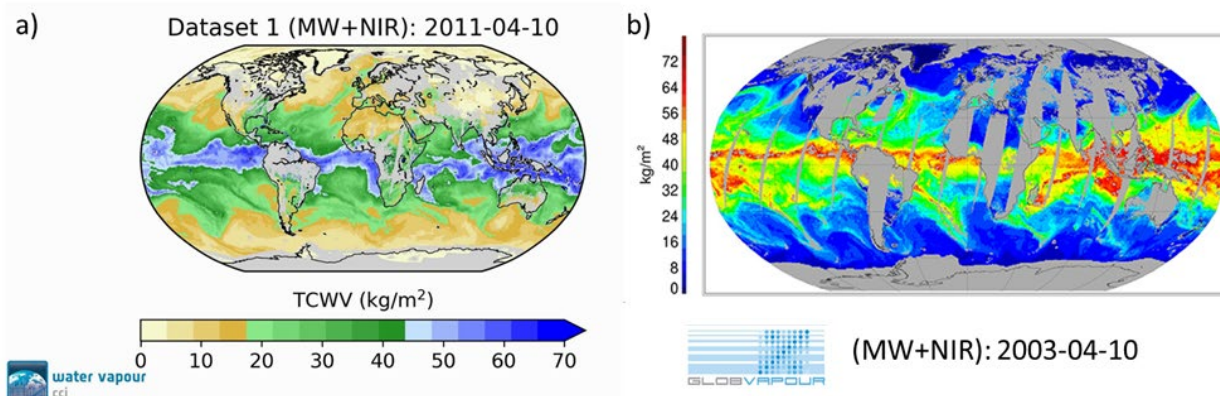 a)
Dataset 1 (MW+NIR): 2011-04-10
TCWV (kg/m²)
0 10 20 30 40 50 60 70
water vapour
cci
b)
72
64
56
48
40
32
24
16
8
0
kg/m²
GLOBVAPOUR
(MW+NIR): 2003-04-10